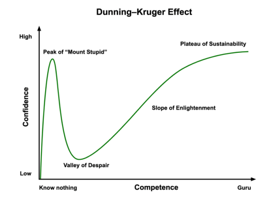 Dunning–Kruger Effect
High
Peak of “Mount Stupid”
Plateau of Sustainability
Confidence
Slope of Enlightenment
Valley of Despair
Low
Know nothing
Competence
Guru